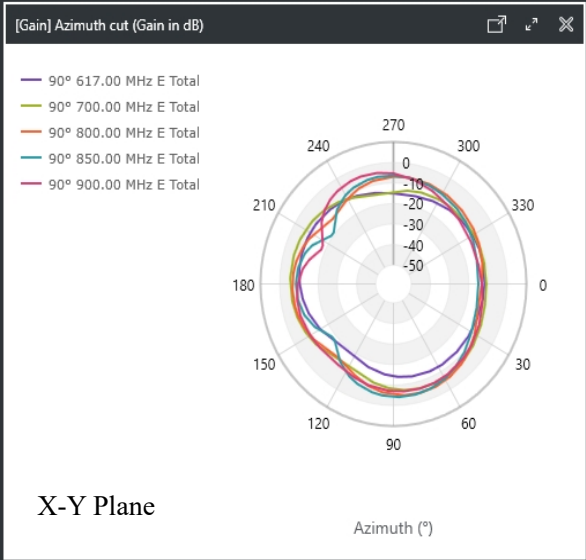 [Gain] Azimuth cut (Gain in dB)
90° 617.00 MHz E Total
90° 700.00 MHz E Total
90° 800.00 MHz E Total
90° 850.00 MHz E Total
90° 900.00 MHz E Total
270
240
300
0
-10
-20
-30
-40
-50
210
330
180
0
150
30
120
60
90
X-Y Plane
Azimuth (°)